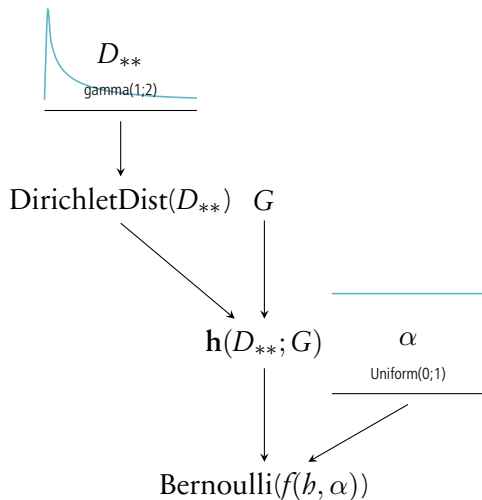 D**
gamma(1;2)
DirichletDist(D**) G
h(D**; G)
α
Uniform(0;1)
Bernoulli(f(h, α))